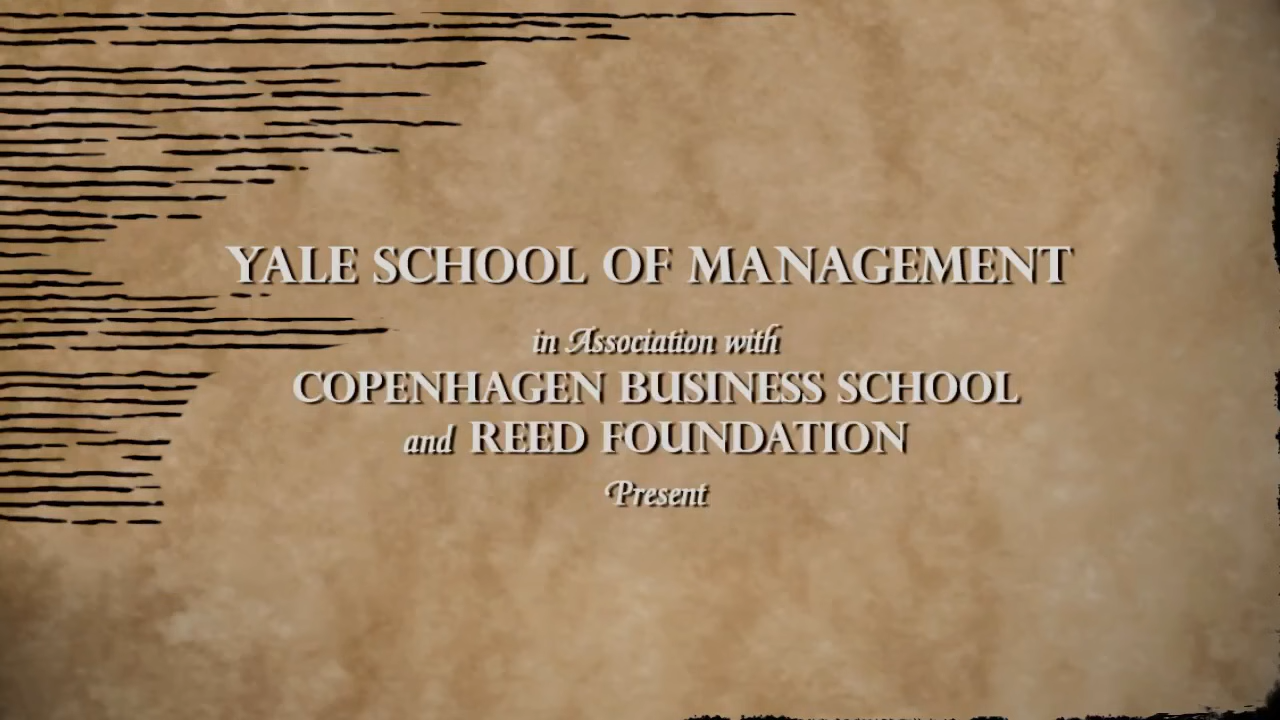 YALE SCHOOL OF MANAGEMENT
in Association with
COPENHAGEN BUSINESS SCHOOL
and REED FOUNDATION
Present